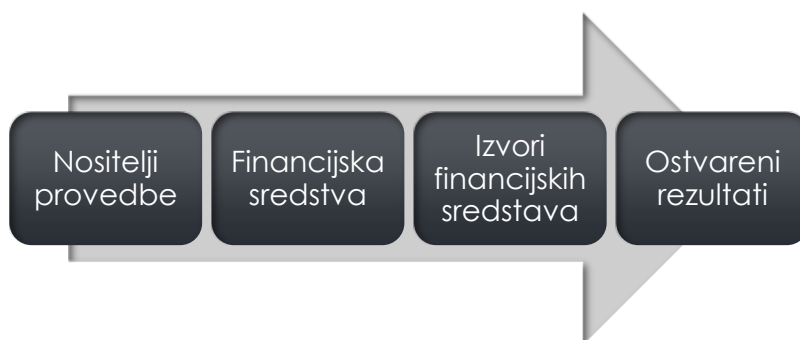 Nositelji
provedbe
Financijska
sredstva
Izvori
financijskih
sredstava
Ostvareni
rezultati